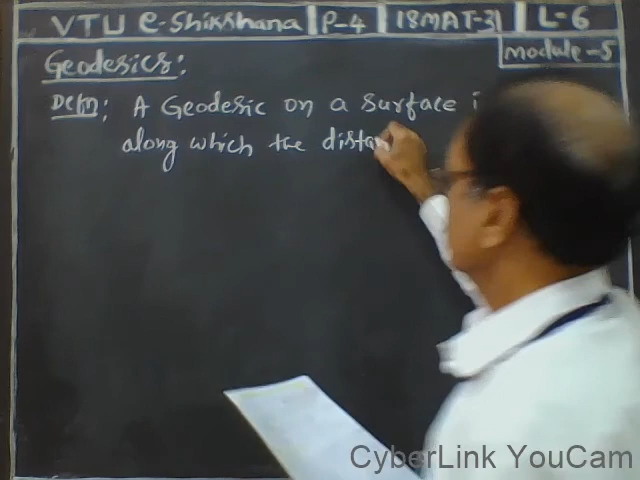 VTU e-Shikshana P-4 18MAT-31 L-6
module-5
Geodesics:
Defn: A Geodesic on a surface i
along which the distan
CyberLink YouCam